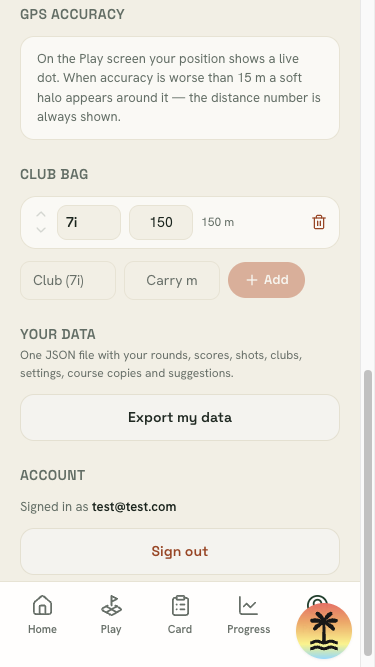 GPS ACCURACY
On the Play screen your position shows a live
dot. When accuracy is worse than 15 m a soft
halo appears around it — the distance number is
always shown.
CLUB BAG
7i 150 150 m
Club (7i) Carry m + Add
YOUR DATA
One JSON file with your rounds, scores, shots, clubs,
settings, course copies and suggestions.
Export my data
ACCOUNT
Signed in as test@test.com
Sign out
Home Play Card Progress